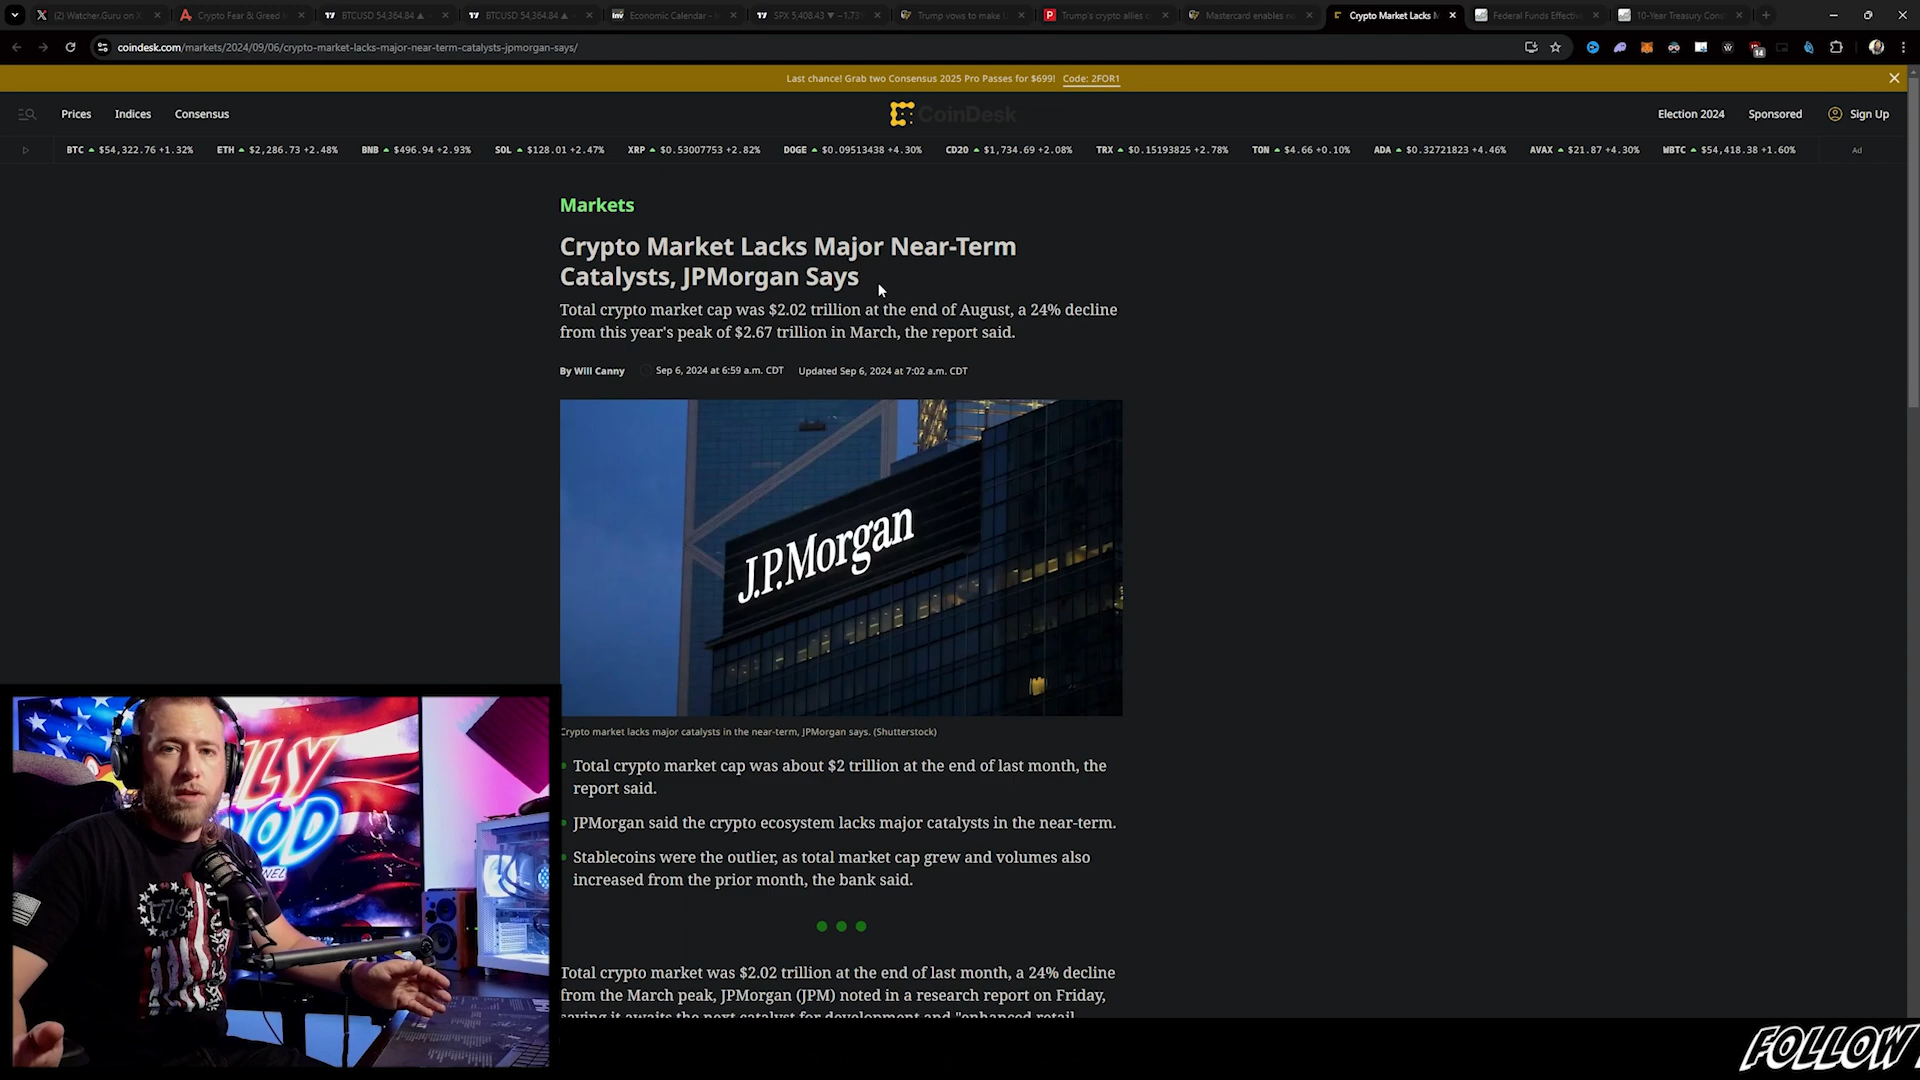 (2) Watcher.Guru on X
Crypto Fear & Greed
BTCUSD 54,364.84
BTCUSD 54,364.84
Economic Calendar -
SPX 5,408.43 ▼ −1.73
Trump vows to make
Trump's crypto allies
Mastercard enables
Crypto Market Lacks
Federal Funds Effectiv
10-Year Treasury Con
coindesk.com/markets/2024/09/06/crypto-market-lacks-major-near-term-catalysts-jpmorgan-says/
14
Last chance! Grab two Consensus 2025 Pro Passes for $699! Code: 2FOR1
Prices Indices Consensus
CoinDesk
Election 2024 Sponsored Sign Up
BTC $54,322.76 +1.32% ETH $2,286.73 +2.48% BNB $496.94 +2.93% SOL $128.01 +2.47% XRP $0.53007753 +2.82% DOGE $0.09513438 +4.30% CD20 $1,734.69 +2.08% TRX $0.15193825 +2.78% TON $4.66 +0.10% ADA $0.32721823 +4.46% AVAX $21.87 +4.30% WBTC $54,418.38 +1.60% Ad
Markets
Crypto Market Lacks Major Near-Term
Catalysts, JPMorgan Says
Total crypto market cap was $2.02 trillion at the end of August, a 24% decline
from this year's peak of $2.67 trillion in March, the report said.
By Will Canny Sep 6, 2024 at 6:59 a.m. CDT Updated Sep 6, 2024 at 7:02 a.m. CDT
J.P.Morgan
Crypto market lacks major catalysts in the near-term, JPMorgan says. (Shutterstock)
Total crypto market cap was about $2 trillion at the end of last month, the
report said.
JPMorgan said the crypto ecosystem lacks major catalysts in the near-term.
Stablecoins were the outlier, as total market cap grew and volumes also
increased from the prior month, the bank said.
Total crypto market was $2.02 trillion at the end of last month, a 24% decline
from the March peak, JPMorgan (JPM) noted in a research report on Friday,
saying it awaits the next catalyst for development and "enhanced retail
1776
FOLLOW